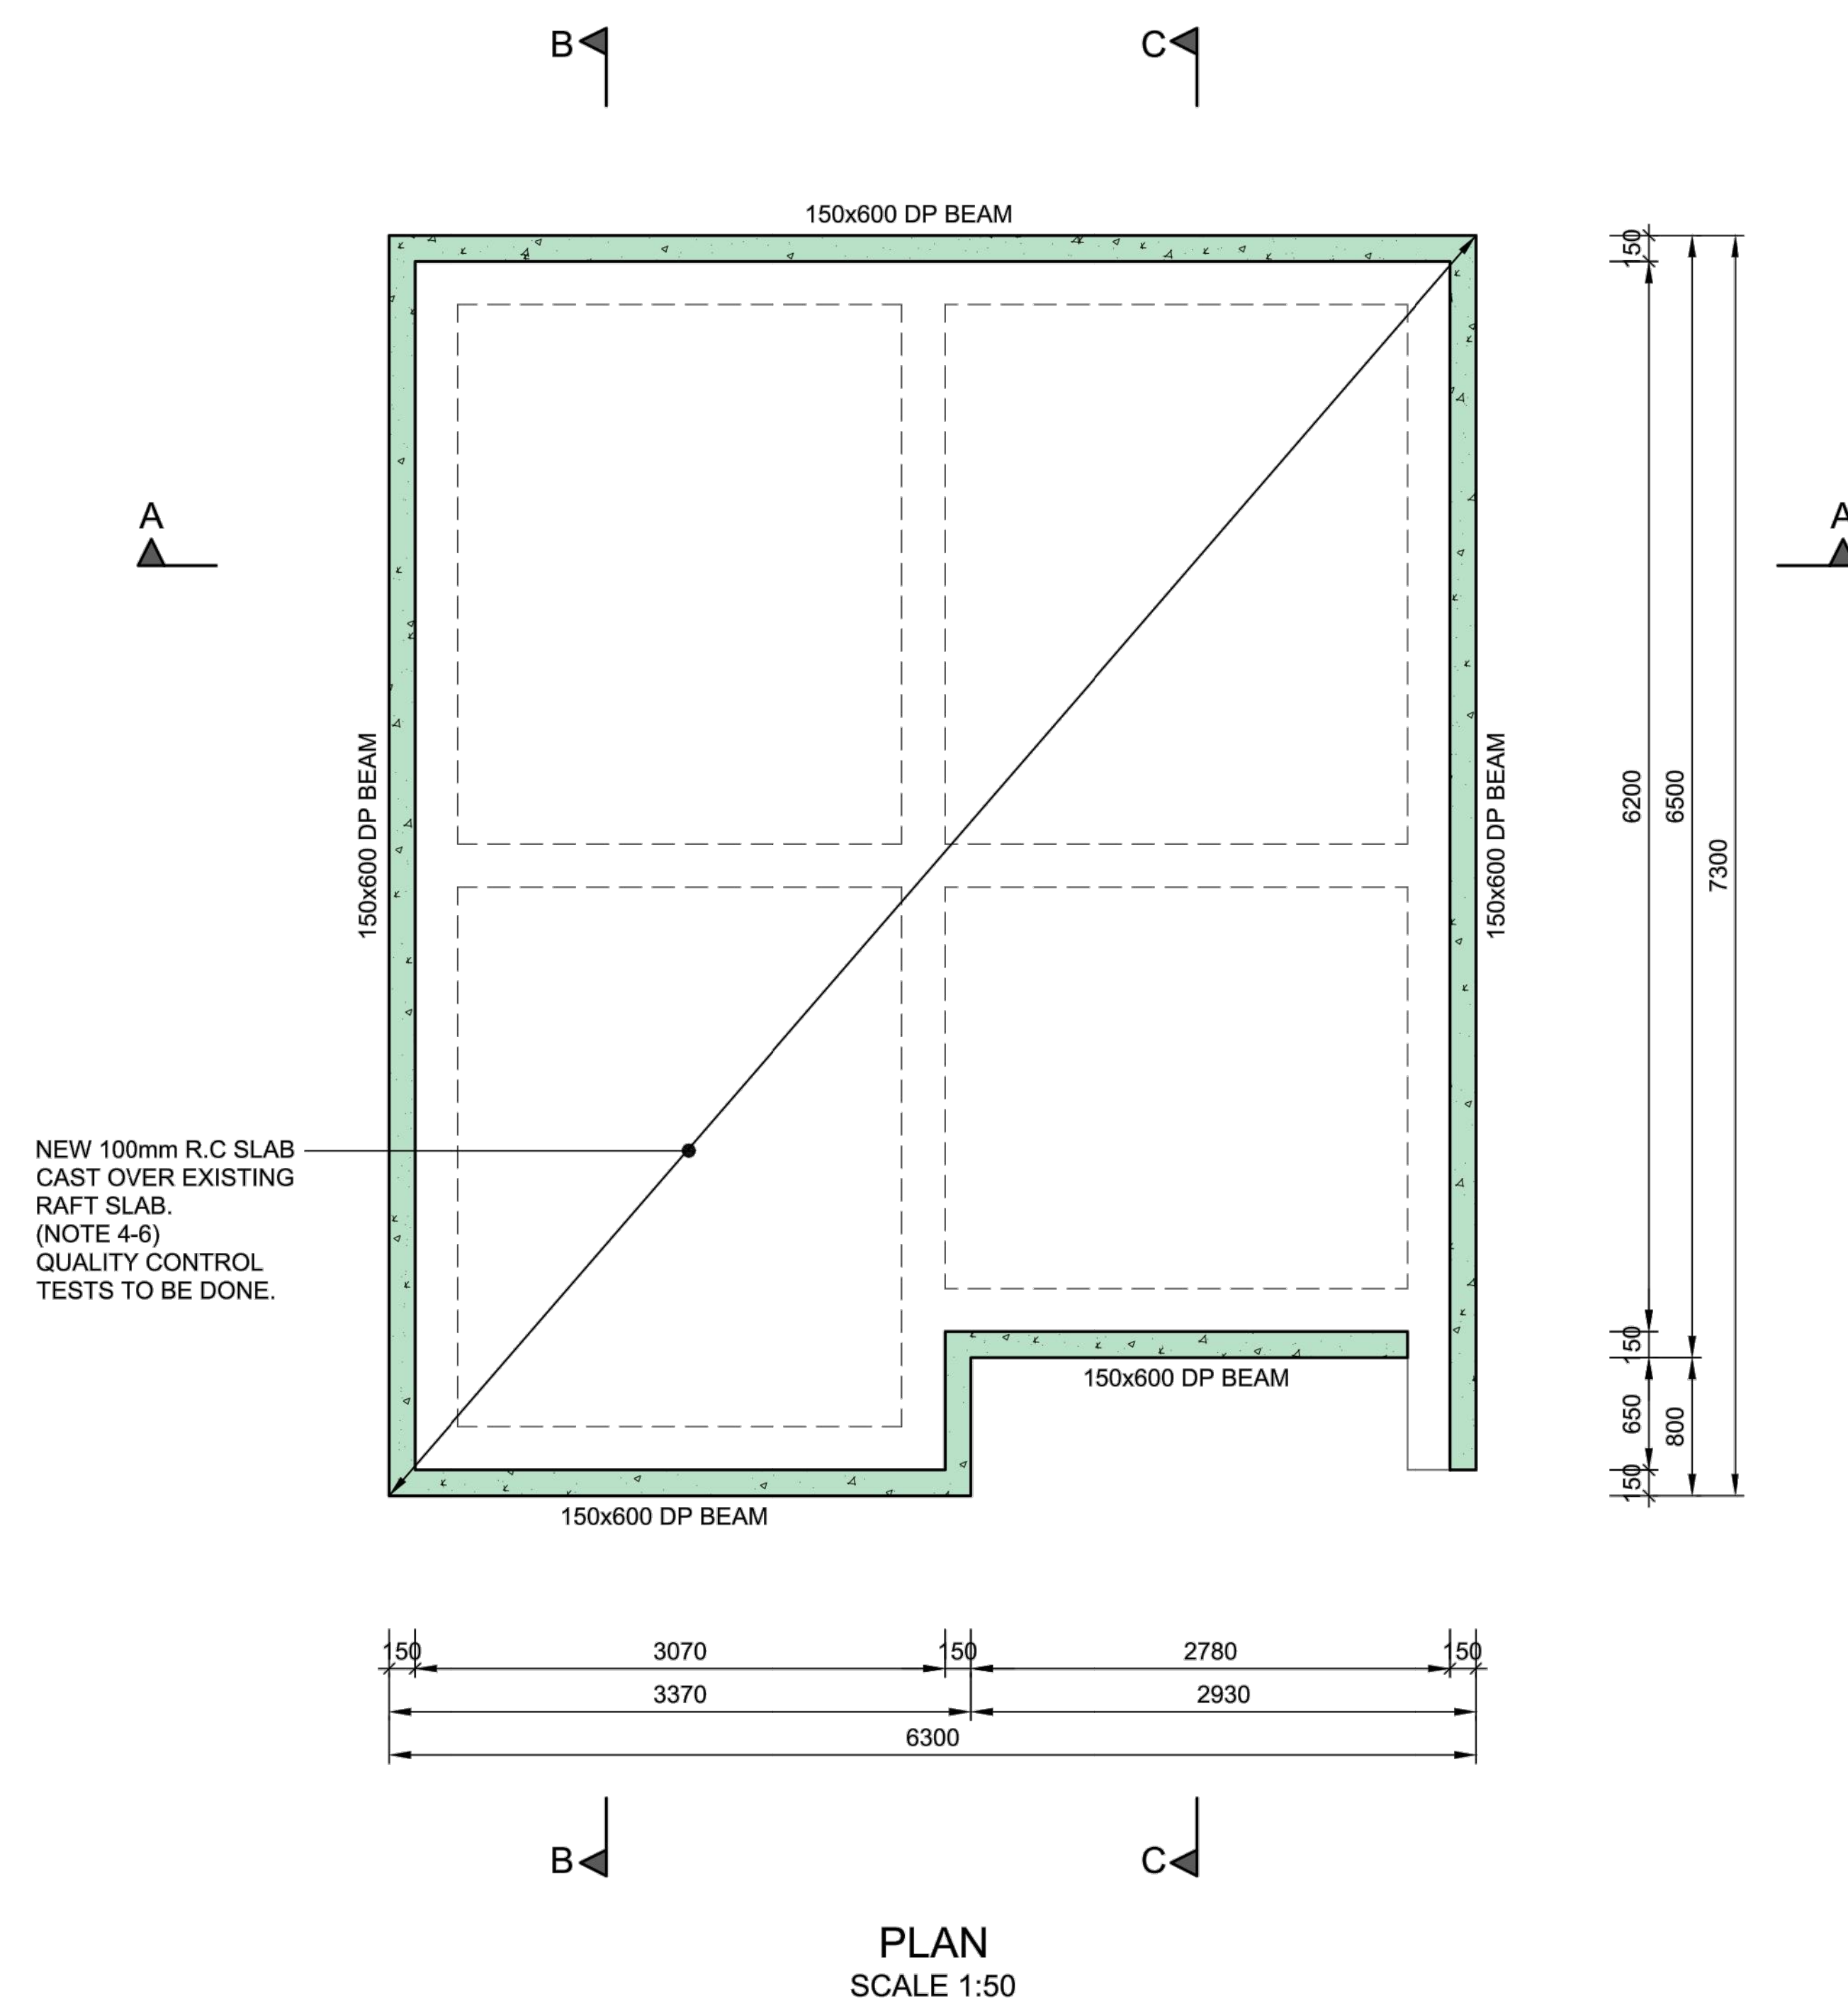 B
C
150x600 DP BEAM
150
A
A
150x600 DP BEAM
150x600 DP BEAM
6200
6500
7300
NEW 100mm R.C SLAB
CAST OVER EXISTING
RAFT SLAB.
(NOTE 4-6)
QUALITY CONTROL
TESTS TO BE DONE.
150
150x600 DP BEAM
650
800
150
150x600 DP BEAM
150
3070
150
2780
150
3370
2930
6300
B
C
PLAN
SCALE 1:50